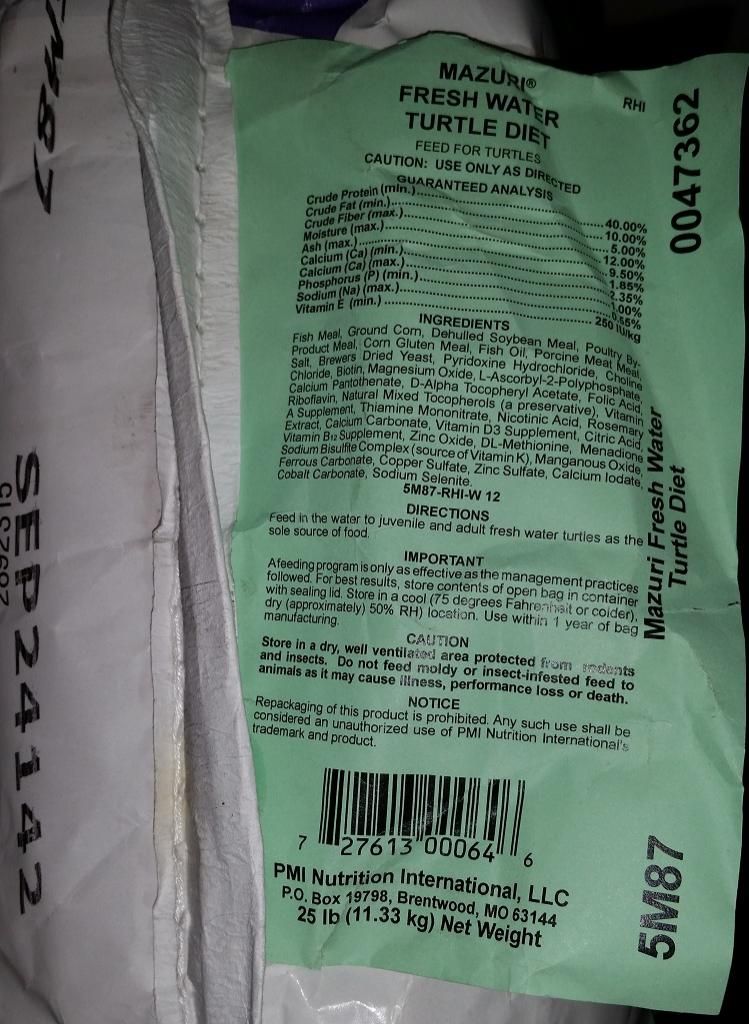 MAZURI®
FRESH WATER
TURTLE DIET
RHI
FEED FOR TURTLES
CAUTION: USE ONLY AS DIRECTED
GUARANTEED ANALYSIS
Crude Protein (min.)........................40.00%
Crude Fat (min.)........................10.00%
Crude Fiber (max.)........................5.00%
Moisture (max.)........................12.00%
Ash (max.)........................9.50%
Calcium (Ca) (min.)........................1.85%
Calcium (Ca) (max.)........................2.35%
Phosphorus (P) (min.)........................1.00%
Sodium (Na) (max.)........................0.55%
Vitamin E (min.)........................250 IU/kg
INGREDIENTS
Fish Meal, Ground Corn, Dehulled Soybean Meal, Poultry By-
Product Meal, Corn Gluten Meal, Fish Oil, Porcine Meat Meal,
Salt, Brewers Dried Yeast, Pyridoxine Hydrochloride, Choline
Chloride, Biotin, Magnesium Oxide, L-Ascorbyl-2-Polyphosphate,
Calcium Pantothenate, D-Alpha Tocopheryl Acetate, Folic Acid,
Riboflavin, Natural Mixed Tocopherols (a preservative), Vitamin
A Supplement, Thiamine Mononitrate, Nicotinic Acid, Rosemary
Extract, Calcium Carbonate, Vitamin D3 Supplement, Citric Acid,
Vitamin B12 Supplement, Zinc Oxide, DL-Methionine, Menadione
Sodium Bisulfite Complex (source of Vitamin K), Manganous Oxide,
Ferrous Carbonate, Copper Sulfate, Zinc Sulfate, Calcium Iodate,
Cobalt Carbonate, Sodium Selenite.
5M87-RHI-W 12
DIRECTIONS
Feed in the water to juvenile and adult fresh water turtles as the
sole source of food.
IMPORTANT
A feeding program is only as effective as the management practices
followed. For best results, store contents of open bag in container
with sealing lid. Store in a cool (75 degrees Fahrenheit or colder),
dry (approximately) 50% RH) location. Use within 1 year of bag
manufacturing.
CAUTION
Store in a dry, well ventilated area protected from rodents
and insects. Do not feed moldy or insect-infested feed to
animals as it may cause illness, performance loss or death.
NOTICE
Repackaging of this product is prohibited. Any such use shall be
considered an unauthorized use of PMI Nutrition International's
trademark and product.
7 27613 00064 6
PMI Nutrition International, LLC
P.O. Box 19798, Brentwood, MO 63144
25 lb (11.33 kg) Net Weight
0047362
Mazuri Fresh Water
Turtle Diet
5M87
SEP24142